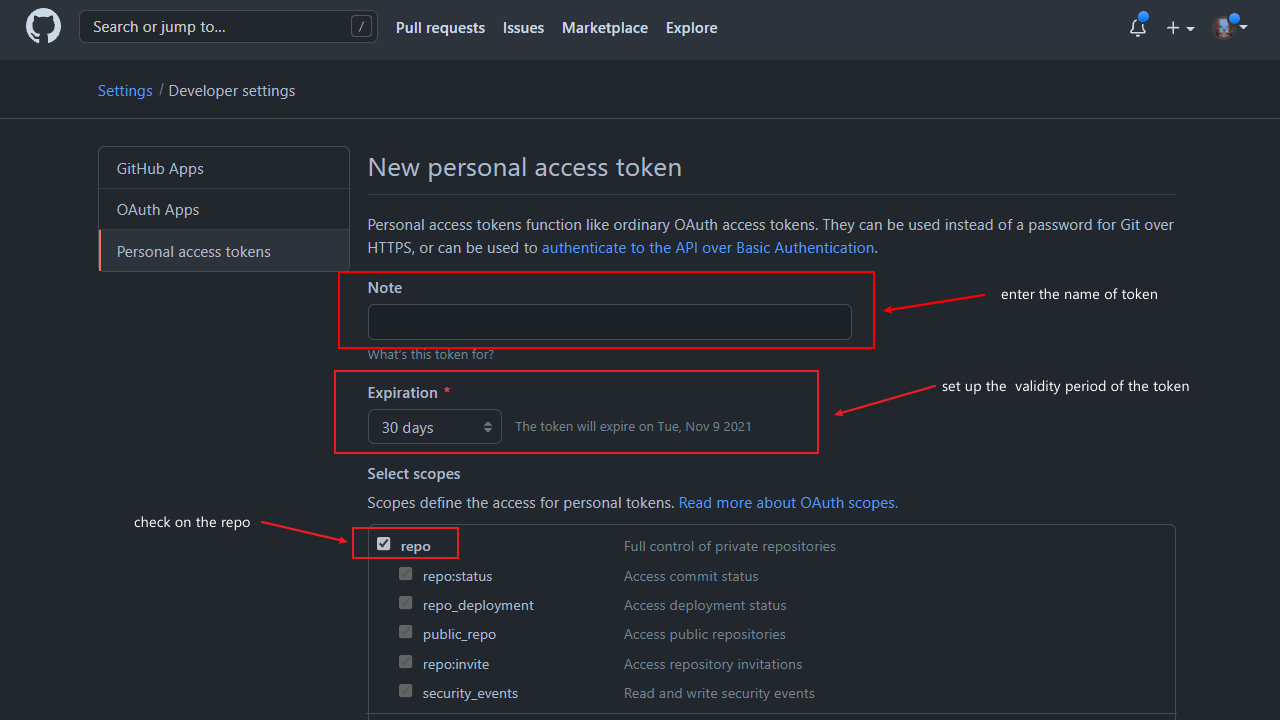 Search or jump to... /
Pull requests
Issues
Marketplace
Explore
Settings / Developer settings
GitHub Apps
OAuth Apps
Personal access tokens
New personal access token
Personal access tokens function like ordinary OAuth access tokens. They can be used instead of a password for Git over
HTTPS, or can be used to authenticate to the API over Basic Authentication.
Note
enter the name of token
What's this token for?
Expiration *
set up the  validity period of the token
30 days
The token will expire on Tue, Nov 9 2021
Select scopes
Scopes define the access for personal tokens. Read more about OAuth scopes.
check on the repo
repo Full control of private repositories
repo:status Access commit status
repo_deployment Access deployment status
public_repo Access public repositories
repo:invite Access repository invitations
security_events Read and write security events